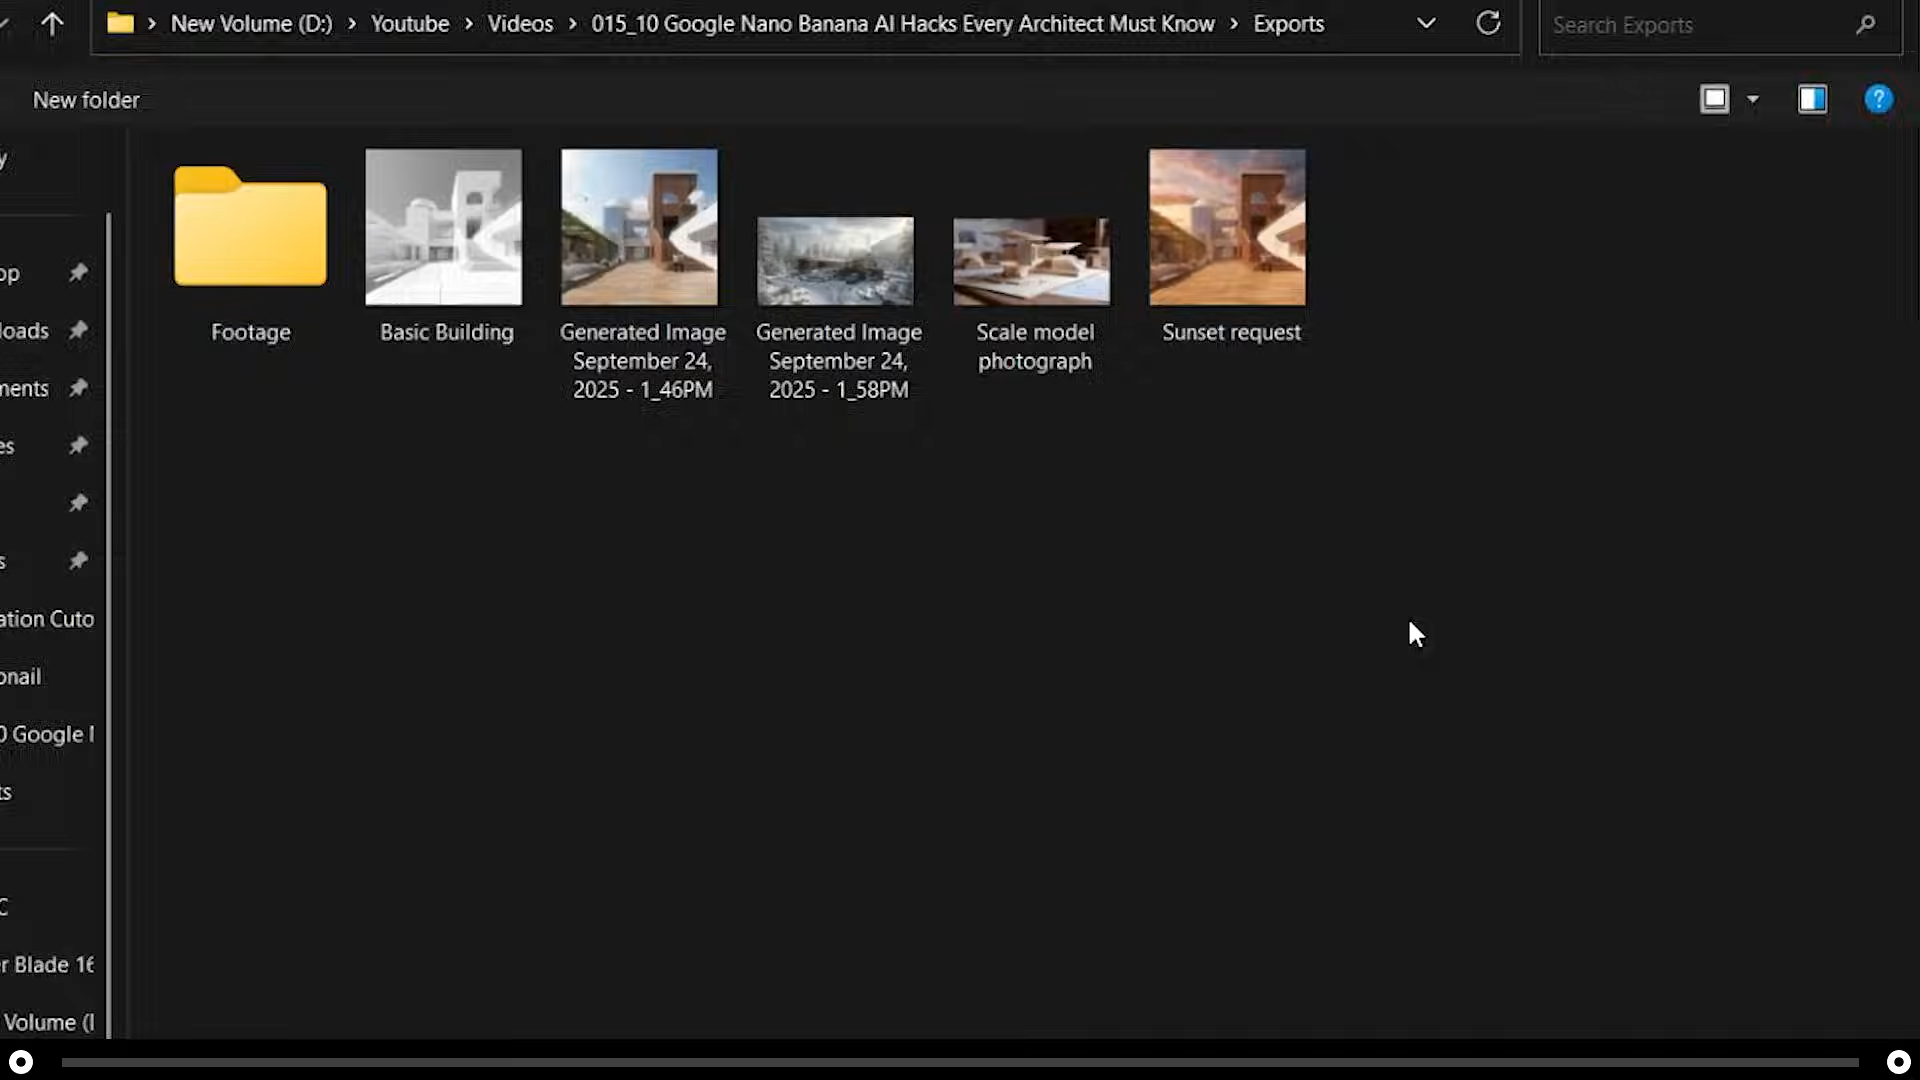 New Volume (D:) > Youtube > Videos > 015_10 Google Nano Banana AI Hacks Every Architect Must Know > Exports
Search Exports
New folder
?
y
op
loads
ments
es
s
ation Cuto
onail
0 Google
ts
C
r Blade 16
Volume (
Footage
Basic Building
Generated Image
September 24,
2025 - 1_46PM
Generated Image
September 24,
2025 - 1_58PM
Scale model
photograph
Sunset request